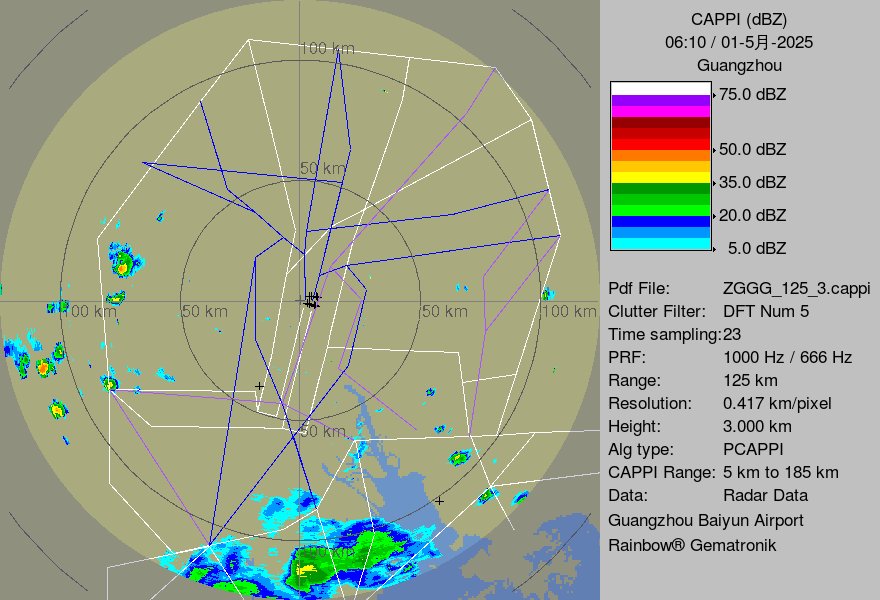 CAPPI (dBZ)
06:10 / 01-5月-2025
Guangzhou
75.0 dBZ
50.0 dBZ
35.0 dBZ
20.0 dBZ
5.0 dBZ
Pdf File: ZGGG_125_3.cappi
Clutter Filter: DFT Num 5
Time sampling:23
PRF: 1000 Hz / 666 Hz
Range: 125 km
Resolution: 0.417 km/pixel
Height: 3.000 km
Alg type: PCAPPI
CAPPI Range: 5 km to 185 km
Data: Radar Data
Guangzhou Baiyun Airport
Rainbow® Gematronik
100 km
50 km
100 km
50 km
50 km
100 km
50 km
100 km